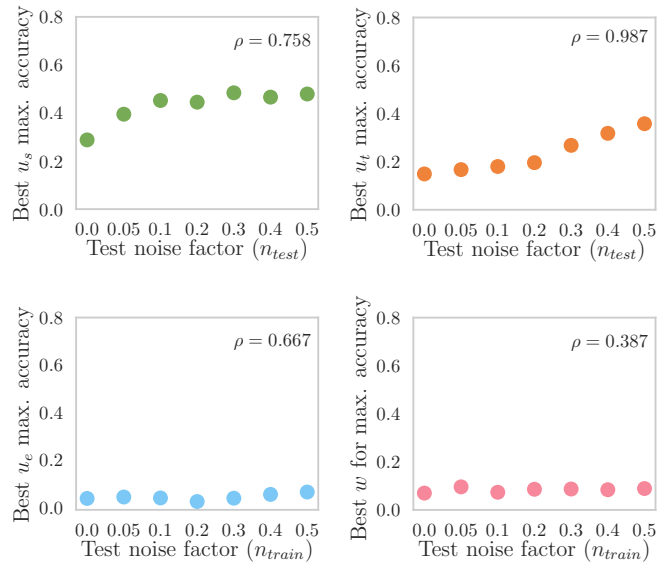 Best u_s max. accuracy
0.8
0.6
0.4
0.2
0.0
ρ = 0.758
0.0 0.05 0.1 0.2 0.3 0.4 0.5
Test noise factor (n_test)
Best u_t max. accuracy
0.8
0.6
0.4
0.2
0.0
ρ = 0.987
0.0 0.05 0.1 0.2 0.3 0.4 0.5
Test noise factor (n_test)
Best u_e max. accuracy
0.8
0.6
0.4
0.2
0.0
ρ = 0.667
0.0 0.05 0.1 0.2 0.3 0.4 0.5
Test noise factor (n_train)
Best w for max. accuracy
0.8
0.6
0.4
0.2
0.0
ρ = 0.387
0.0 0.05 0.1 0.2 0.3 0.4 0.5
Test noise factor (n_train)